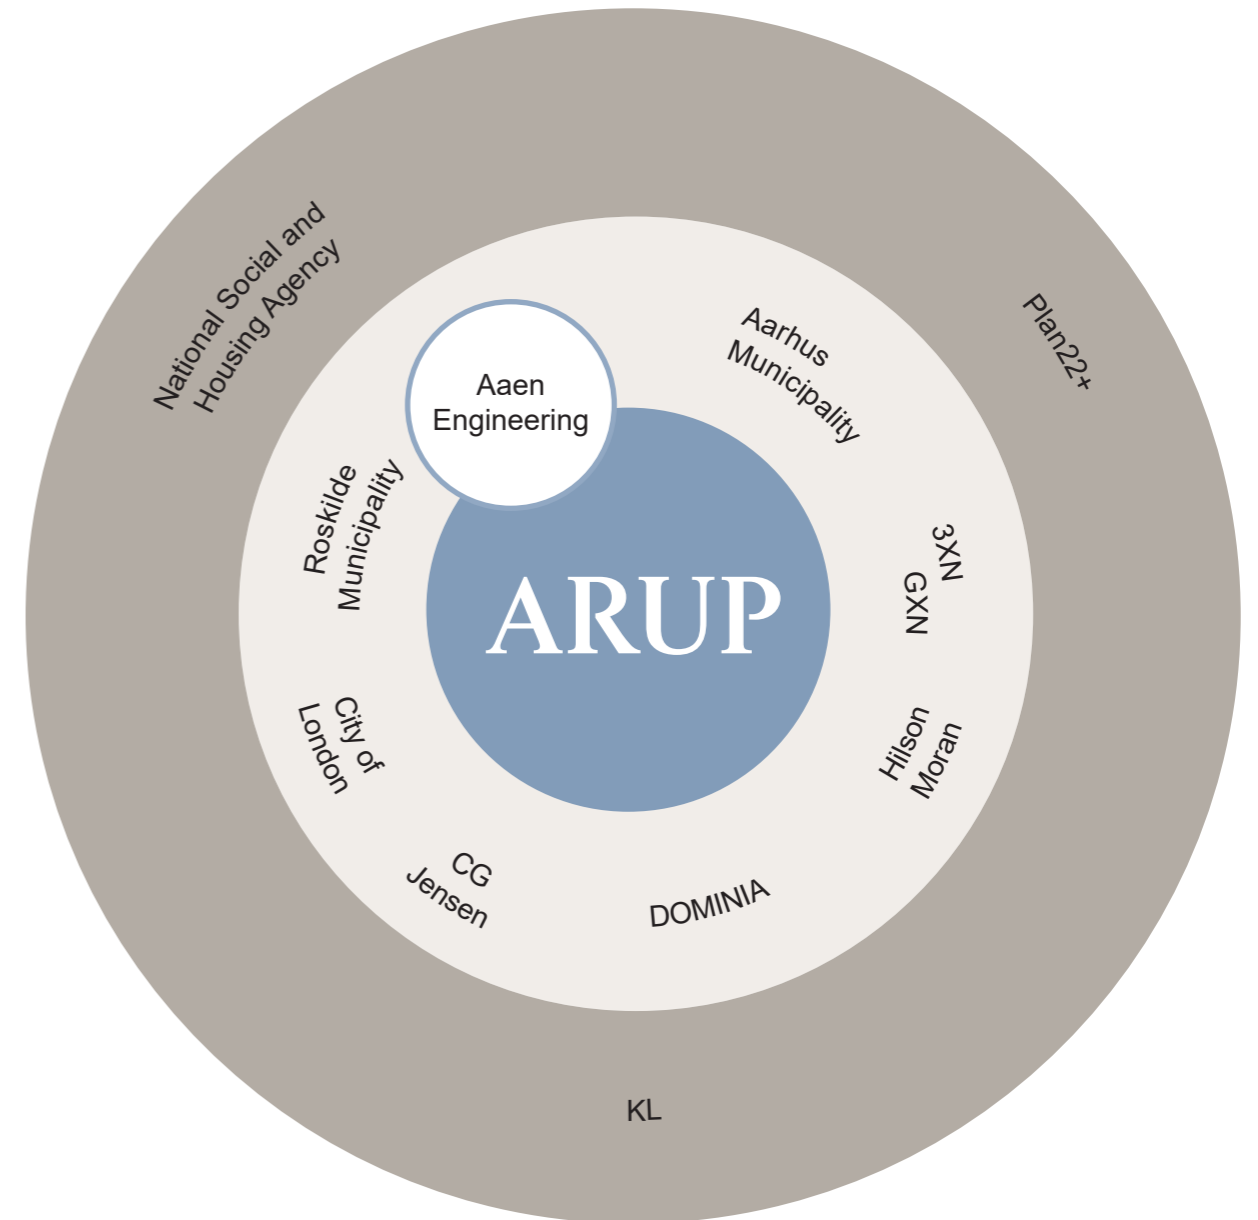 National Social and
Housing Agency
Plan22+
Aarhus
Municipality
Aaen
Engineering
Roskilde
Municipality
ARUP
3XN
GXN
City of
London
Hilson
Moran
CG
Jensen
DOMINIA
KL